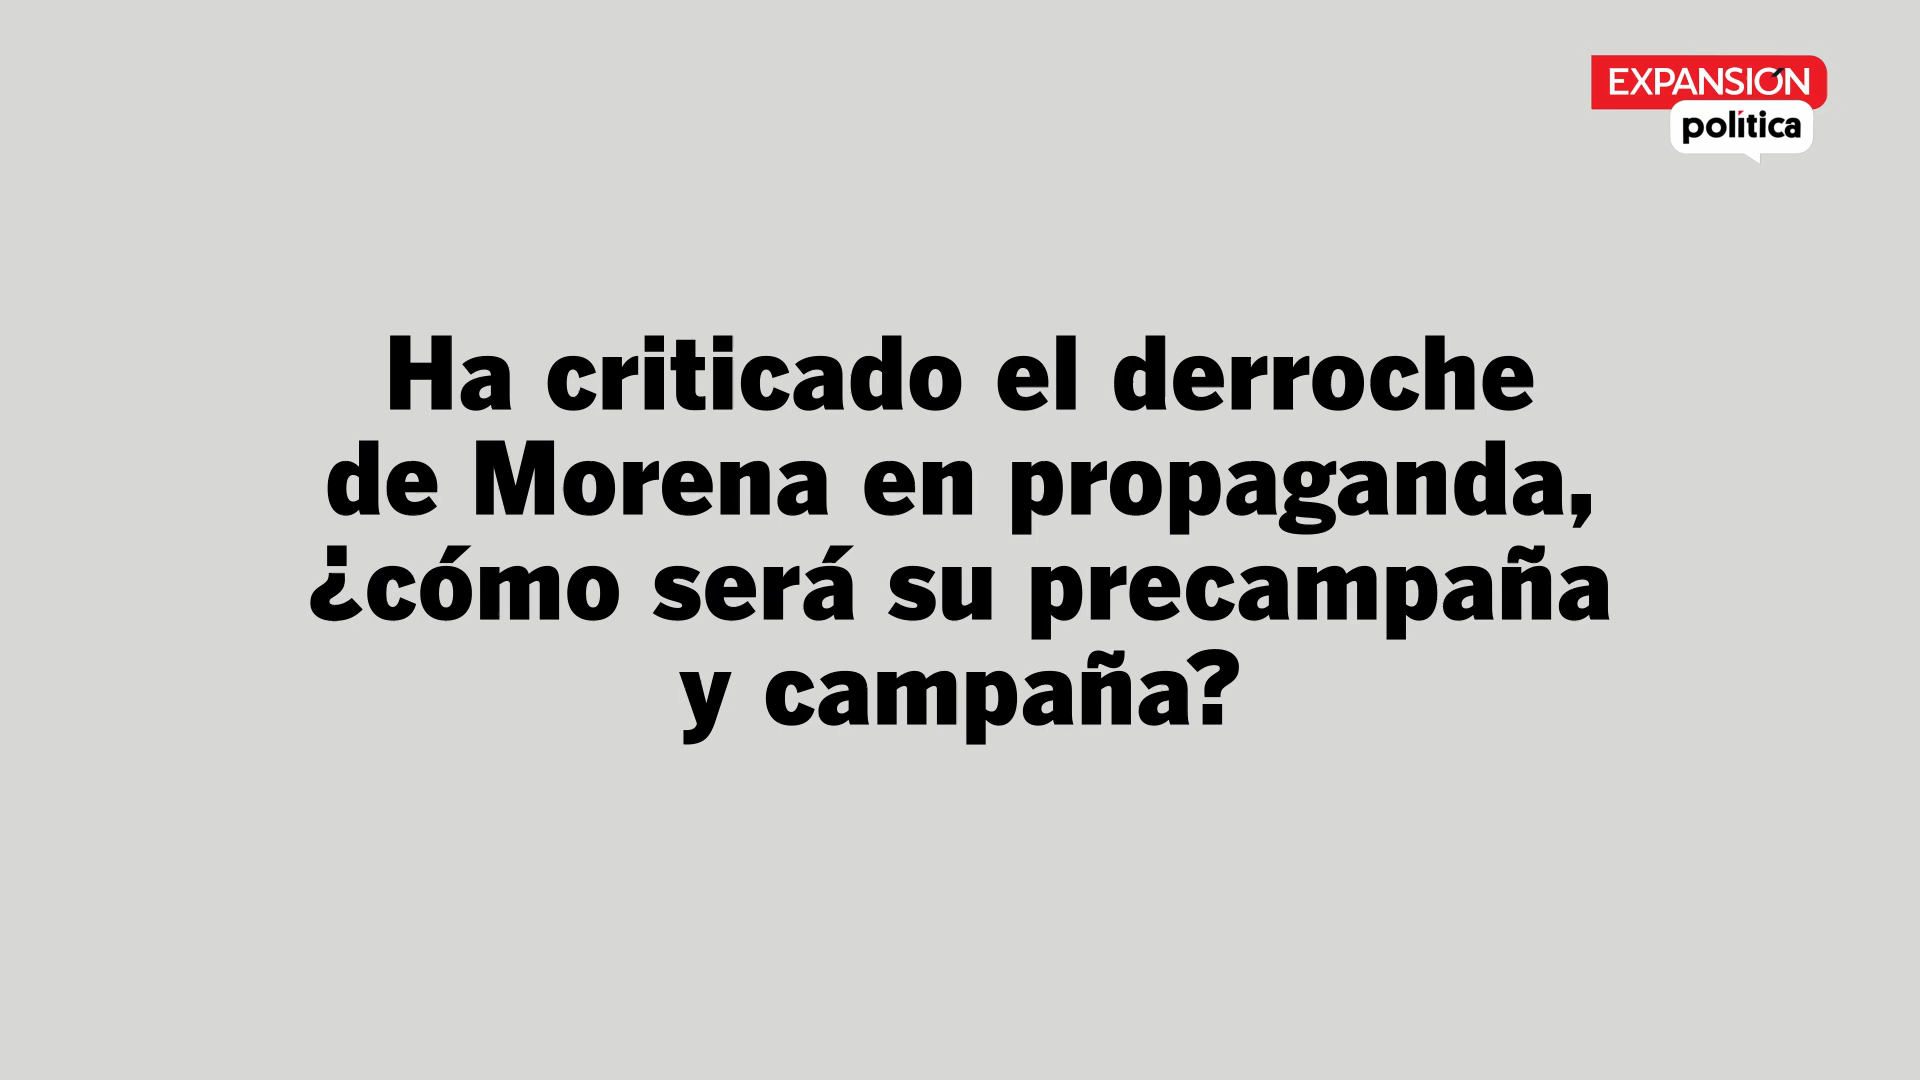 EXPANSIÓN
política
Ha criticado el derroche
de Morena en propaganda,
¿cómo será su precampaña
y campaña?